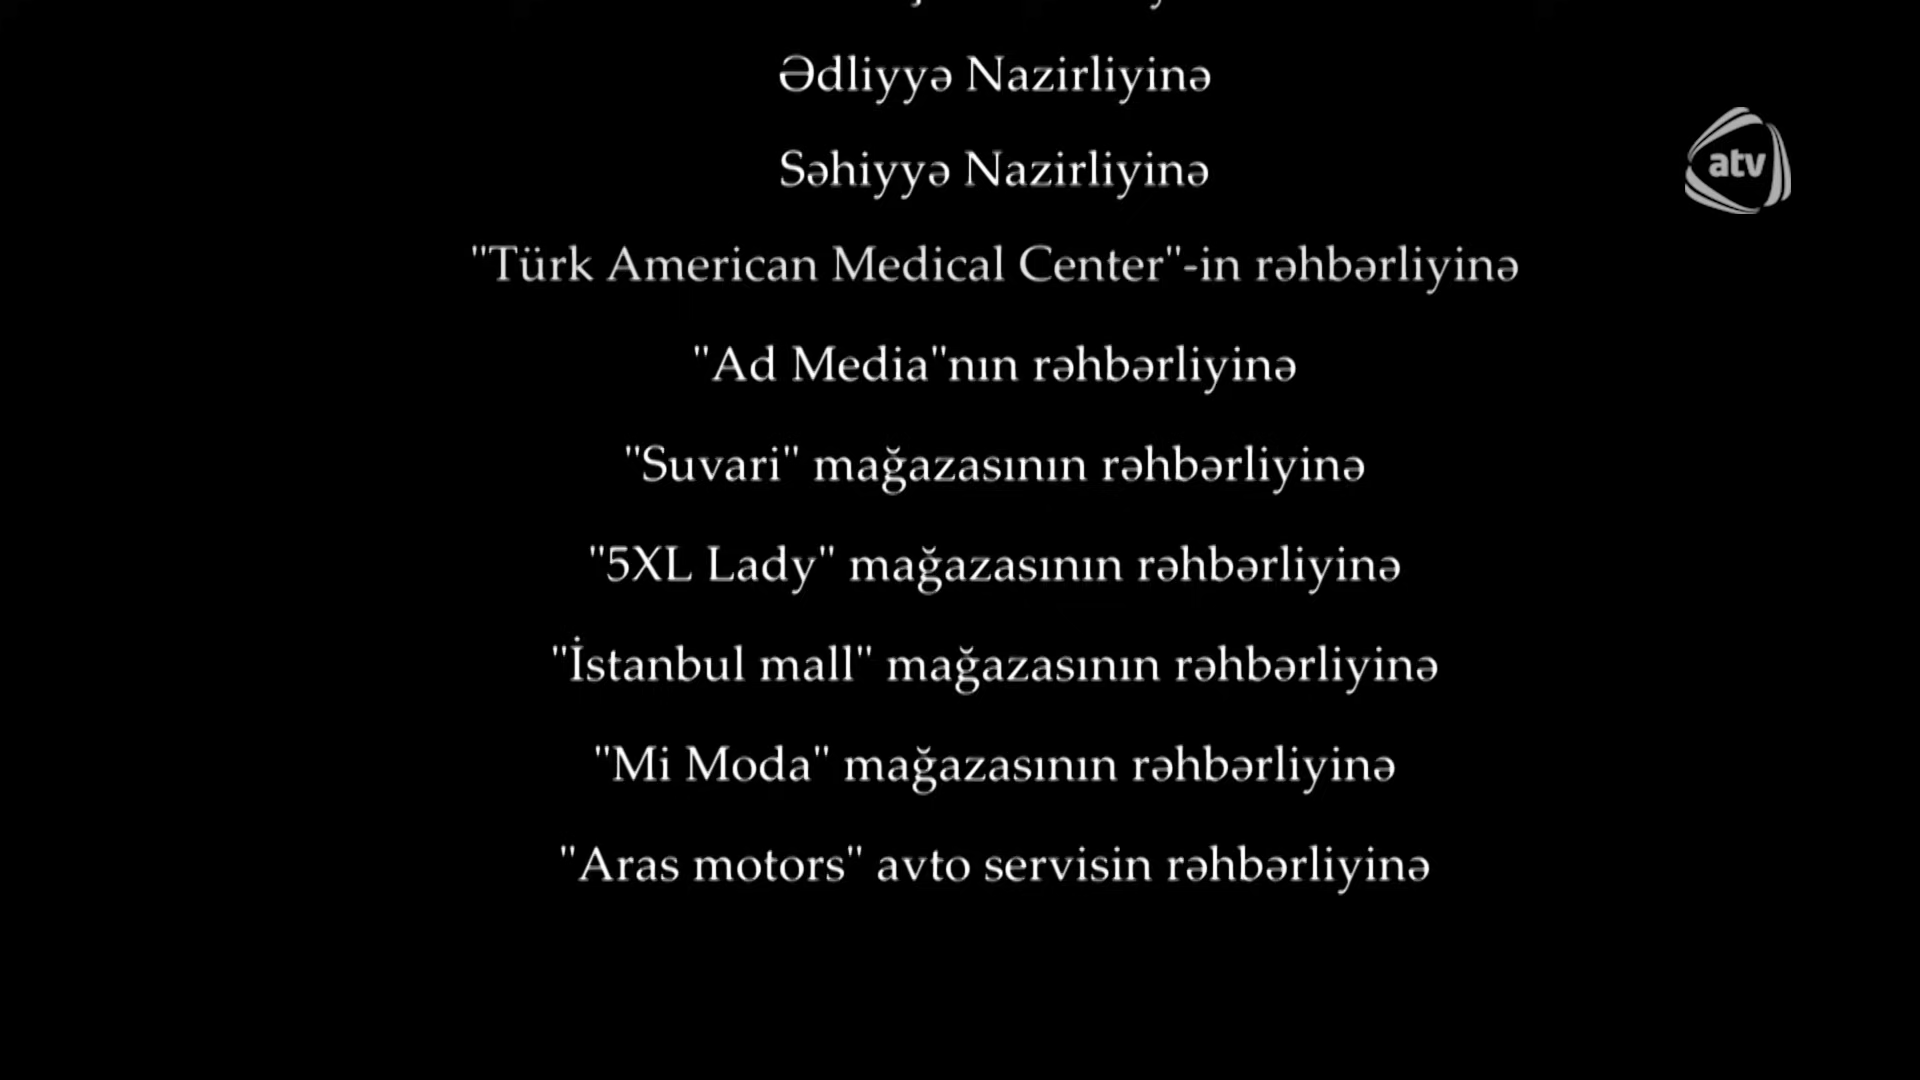 Ədliyyə Nazirliyinə
Səhiyyə Nazirliyinə
atv
"Türk American Medical Center"-in rəhbərliyinə
"Ad Media"nın rəhbərliyinə
"Suvari" mağazasının rəhbərliyinə
"5XL Lady" mağazasının rəhbərliyinə
"İstanbul mall" mağazasının rəhbərliyinə
"Mi Moda" mağazasının rəhbərliyinə
"Aras motors" avto servisin rəhbərliyinə